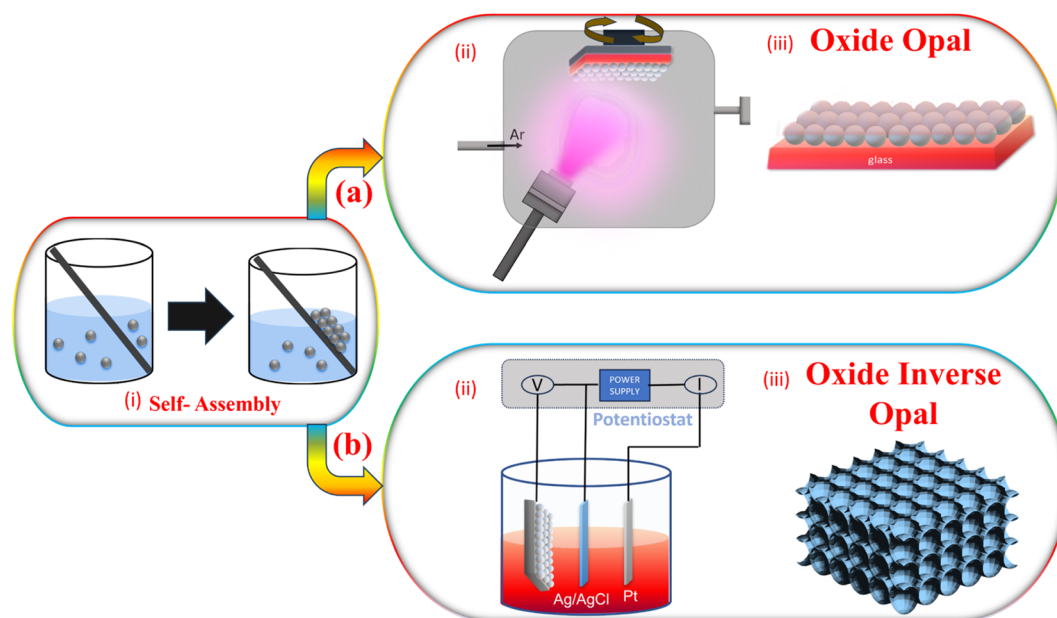 (i) Self- Assembly
(a)
(ii)
Ar
(iii) Oxide Opal
glass
(b)
(ii)
V
POWER
SUPPLY
I
Potentiostat
Ag/AgCl
Pt
(iii) Oxide Inverse
Opal